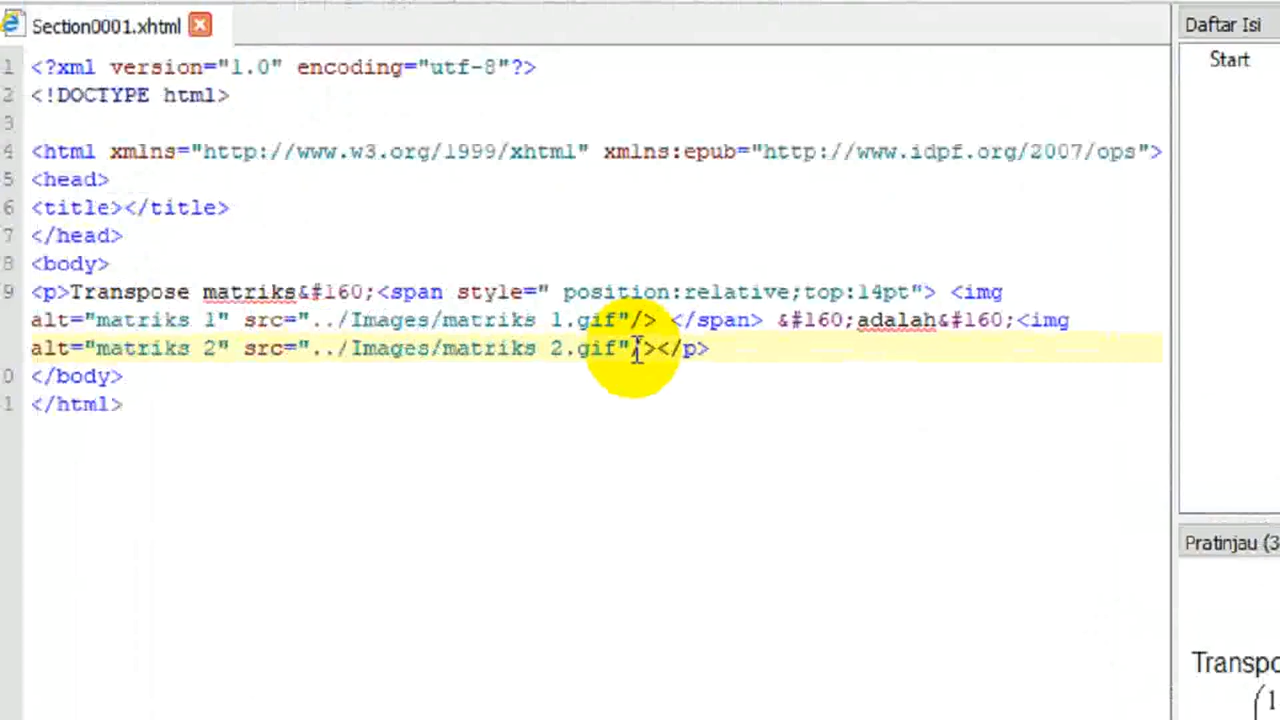 Section0001.xhtml
Daftar Isi
Start
1 <?xml version="1.0" encoding="utf-8"?>
2 <!DOCTYPE html>
3
4 <html xmlns="http://www.w3.org/1999/xhtml" xmlns:epub="http://www.idpf.org/2007/ops">
5 <head>
6 <title></title>
7 </head>
8 <body>
9 <p>Transpose matriks&#160;<span style=" position:relative;top:14pt"> <img
alt="matriks 1" src="../Images/matriks 1.gif"/> </span> &#160;adalah&#160;<img
alt="matriks 2" src="../Images/matriks 2.gif"/></p>
0 </body>
1 </html>
Pratinjau (3
Transpo
(1